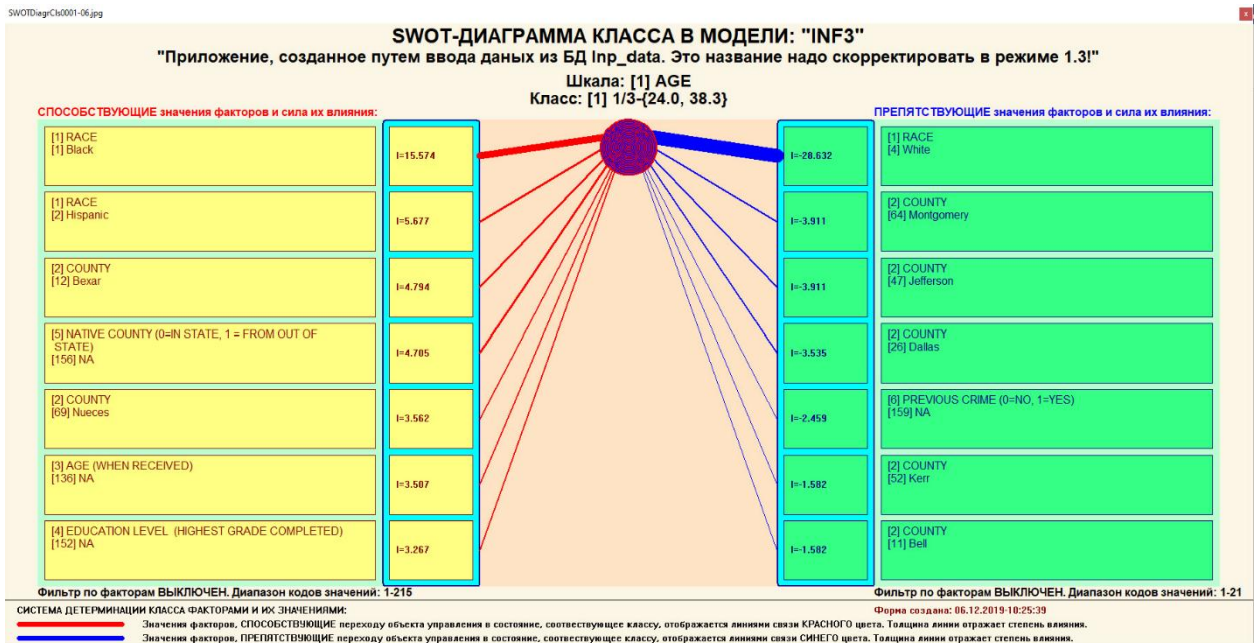 SWOTDiagrCls0001-06.jpg
x
SWOT-ДИАГРАММА КЛАССА В МОДЕЛИ: "INF3"
"Приложение, созданное путем ввода даных из БД Inp_data. Это название надо скорректировать в режиме 1.3!"
Шкала: [1] AGE
Класс: [1] 1/3-{24.0, 38.3}
СПОСОБСТВУЮЩИЕ значения факторов и сила их влияния:
ПРЕПЯТСТВУЮЩИЕ значения факторов и сила их влияния:
[1] RACE
[1] Black
I=15.574
I=-20.632
[1] RACE
[4] White
[1] RACE
[2] Hispanic
I=5.677
I=-3.911
[2] COUNTY
[64] Montgomery
[2] COUNTY
[12] Bexar
I=4.794
I=-3.911
[2] COUNTY
[47] Jefferson
[5] NATIVE COUNTY (0=IN STATE, 1 = FROM OUT OF
STATE)
[156] NA
I=4.705
I=-3.535
[2] COUNTY
[26] Dallas
[2] COUNTY
[69] Nueces
I=3.562
I=-2.459
[6] PREVIOUS CRIME (0=NO, 1=YES)
[159] NA
[3] AGE (WHEN RECEIVED)
[136] NA
I=3.507
I=-1.582
[2] COUNTY
[52] Kerr
[4] EDUCATION LEVEL (HIGHEST GRADE COMPLETED)
[152] NA
I=3.267
I=-1.582
[2] COUNTY
[11] Bell
Фильтр по факторам ВЫКЛЮЧЕН. Диапазон кодов значений: 1-215
Фильтр по факторам ВЫКЛЮЧЕН. Диапазон кодов значений: 1-21
СИСТЕМА ДЕТЕРМИНАЦИИ КЛАССА ФАКТОРАМИ И ИХ ЗНАЧЕНИЯМИ:
Форма создана: 06.12.2019-10:25:39
Значения факторов, СПОСОБСТВУЮЩИЕ переходу объекта управления в состояние, соответствующее классу, отображается линиями связи КРАСНОГО цвета. Толщина линии отражает степень влияния.
Значения факторов, ПРЕПЯТСТВУЮЩИЕ переходу объекта управления в состояние, соотвествующее классу, отображается линиями связи СИНЕГО цвета. Толщина линии отражает степень влияния.